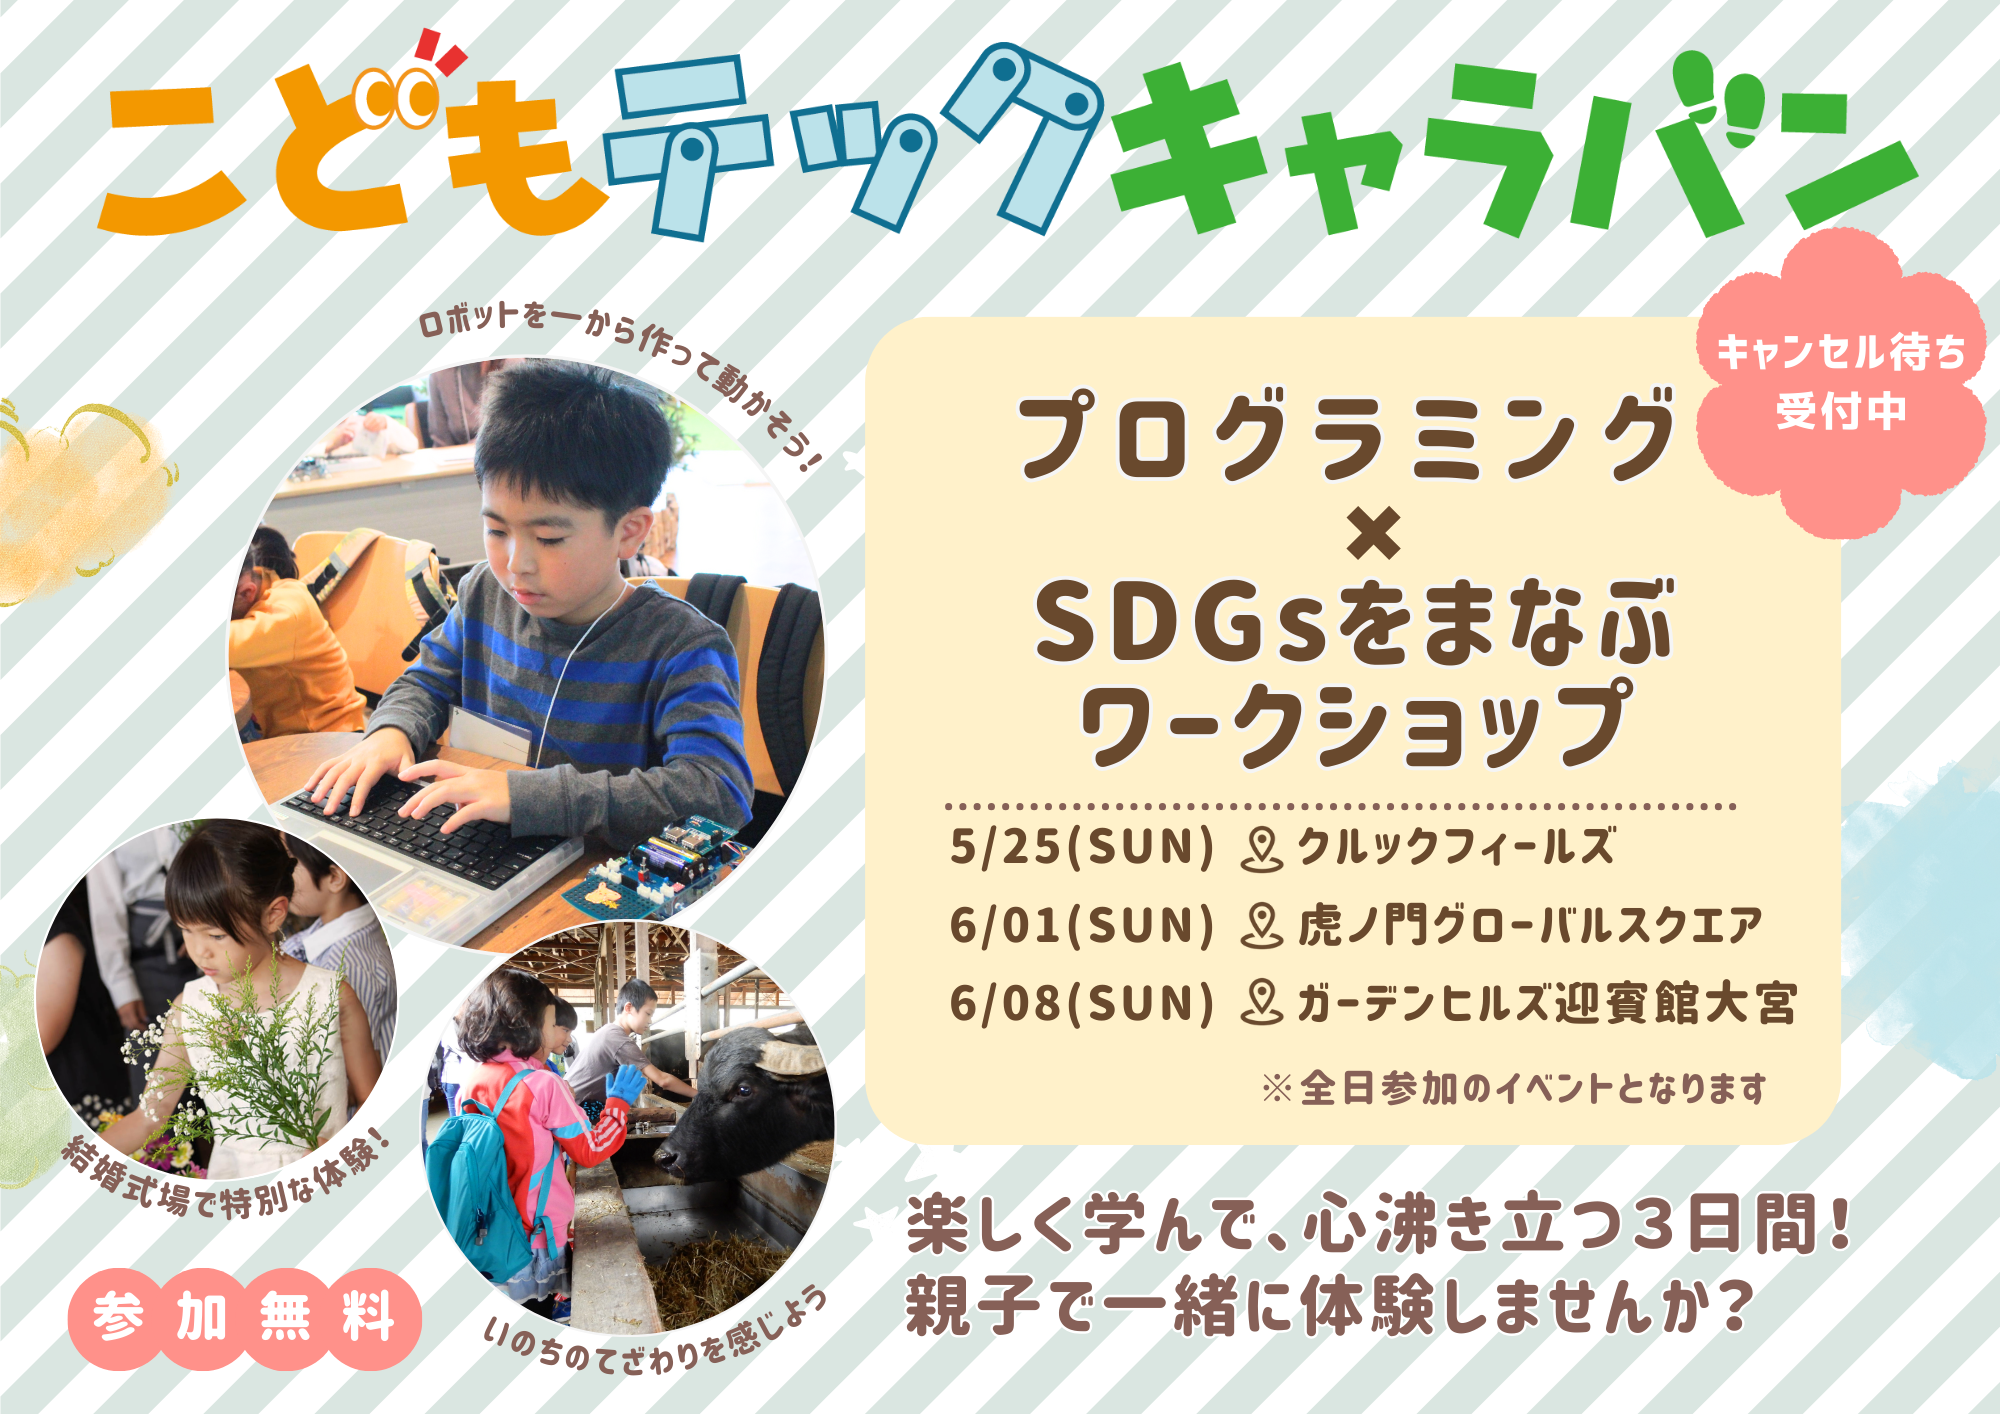 こどもテックキャラバン
キャンセル待ち
受付中
ロボットを一から作って動かそう!
プログラミング
×
SDGsをまなぶ
ワークショップ
5/25(SUN) クルックフィールズ
6/01(SUN) 虎ノ門グローバルスクエア
6/08(SUN) ガーデンヒルズ迎賓館大宮
※全日参加のイベントとなります
結婚式場で特別な体験!
いのちのてざわりを感じよう
楽しく学んで、心沸き立つ3日間!
親子で一緒に体験しませんか?
参加無料